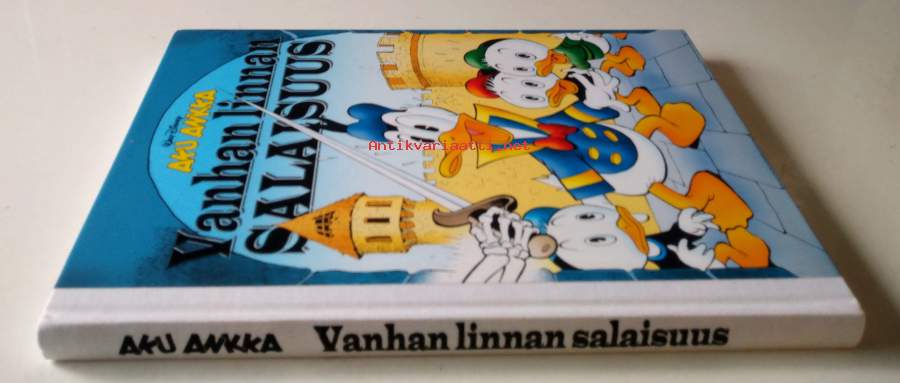 Walt Disney
AKU ANKKA
Vanhan linnan
SALAISUUS
Antikvariaatti.net
AKU ANKKA Vanhan linnan salaisuus